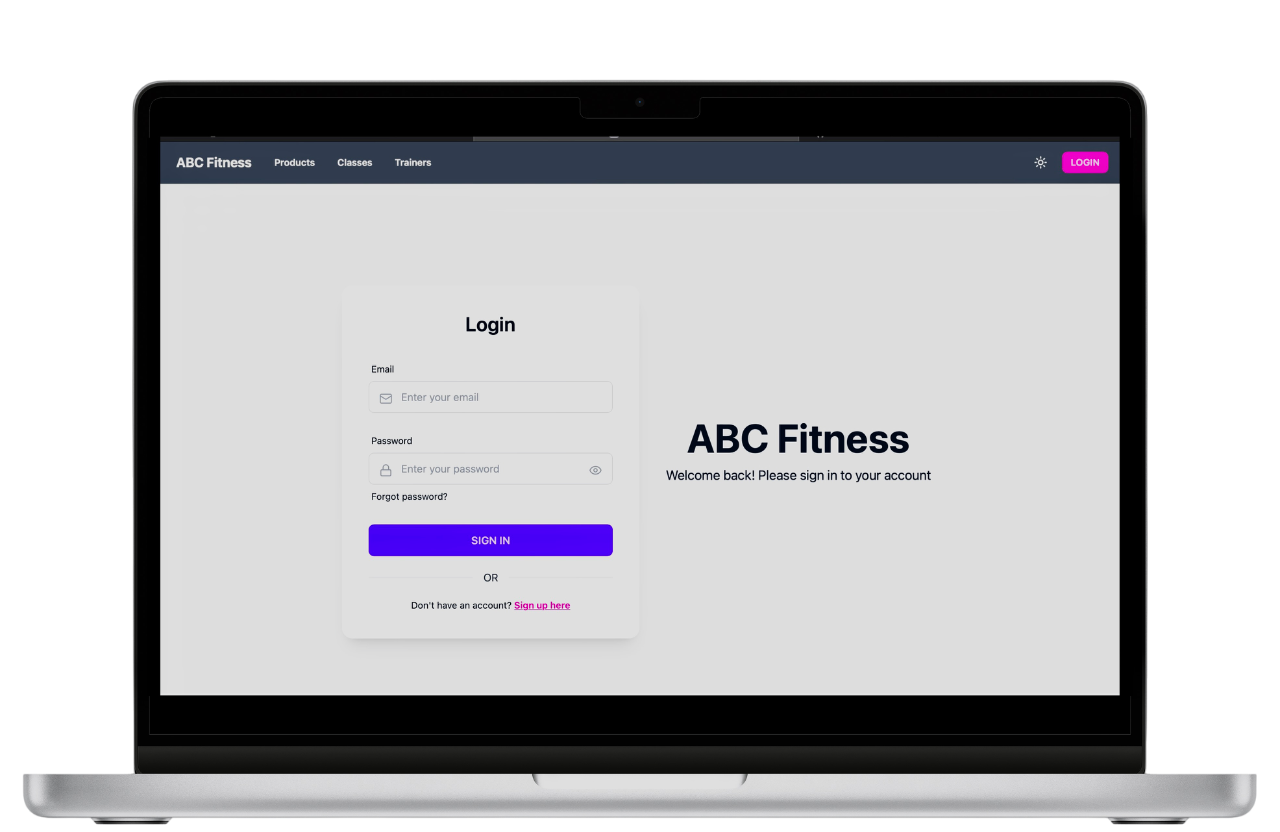 ABC Fitness Products Classes Trainers LOGIN
Login
Email
Enter your email
Password
Enter your password
Forgot password?
SIGN IN
OR
Don't have an account? Sign up here
ABC Fitness
Welcome back! Please sign in to your account